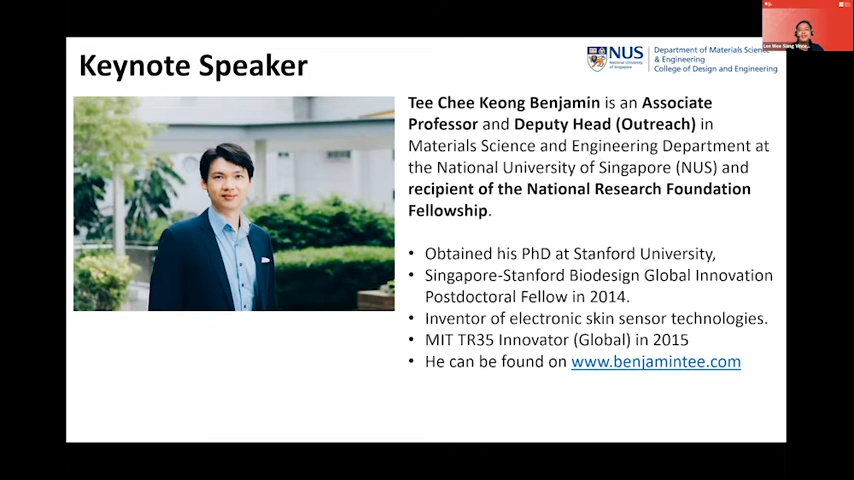 Keynote Speaker
NUS
National University
of Singapore
Department of Materials Science
& Engineering
College of Design and Engineering
Tee Chee Keong Benjamin is an Associate
Professor and Deputy Head (Outreach) in
Materials Science and Engineering Department at
the National University of Singapore (NUS) and
recipient of the National Research Foundation
Fellowship.
• Obtained his PhD at Stanford University,
• Singapore-Stanford Biodesign Global Innovation
Postdoctoral Fellow in 2014.
• Inventor of electronic skin sensor technologies.
• MIT TR35 Innovator (Global) in 2015
• He can be found on www.benjamintee.com